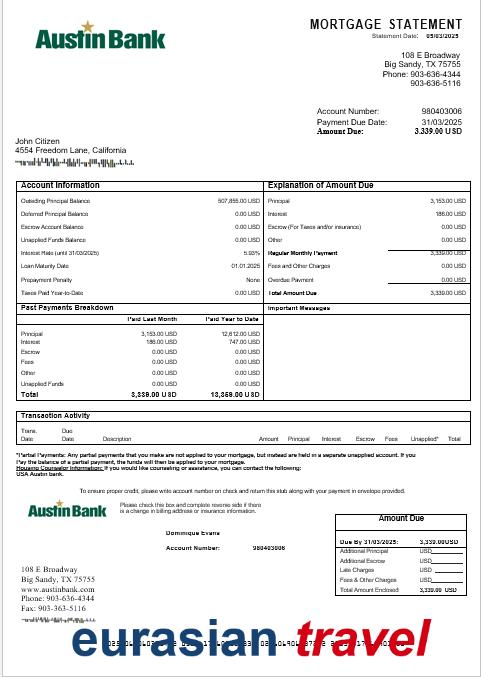 Austin Bank
MORTGAGE STATEMENT
Statement Date: 05/03/2025
108 E Broadway
Big Sandy, TX 75755
Phone: 903-636-4344
903-636-5116
Account Number: 980403006
Payment Due Date: 31/03/2025
Amount Due: 3.339.00 USD
John Citizen
4554 Freedom Lane, California
Account Information
Outsiding Principal Balance 507,855.00 USD
Deferred Principal Balance 0.00 USD
Escrow Account Balance 0.00 USD
Unapplied Funds Balance 0.00 USD
Interest Rate (until 31/03/2025) 5.93%
Loan Maturity Date 01.01.2025
Prepayment Penalty None
Taxes Paid Year-to-Date 0.00 USD
Explanation of Amount Due
Principal 3,153.00 USD
Interest 186.00 USD
Escrow (For Taxes and/or insurance) 0.00 USD
Other 0.00 USD
Regular Monthly Payment 3,339.00 USD
Fees and Other Charges 0.00 USD
Overdue Payment 0.00 USD
Total Amount Due 3,339.00 USD
Past Payments Breakdown
Paid Last Month Paid Year to Date
Principal 3,153.00 USD 12,612.00 USD
Interest 186.00 USD 747.00 USD
Escrow 0.00 USD 0.00 USD
Fees 0.00 USD 0.00 USD
Other 0.00 USD 0.00 USD
Unapplied Funds 0.00 USD 0.00 USD
Total 3,339.00 USD 13,359.00 USD
Important Messages
Transaction Activity
Trans. Date Due Date Description Amount Principal Interest Escrow Fees Unapplied* Total
*Partial Payments: Any partial payments that you make are not applied to your mortgage, but instead are held in a separate unapplied account. If you
Pay the balance of a partial payment, the funds will then be applied to your mortgage.
Housing Counselor Information: If you would like counseling or assistance, you can contact the following:
USA Austin bank.
To ensure proper credit, please write account number on check and return this stub along with your payment in envelope provided.
Austin Bank
Please check this box and complete reverse side if there
is a change in billing address or insurance information.
Dominique Evans
Account Number: 980403006
Amount Due
Due By 31/03/2025: 3,339.00USD
Additional Principal USD
Additional Escrow USD
Late Charges USD
Fees & Other Charges USD
Total Amount Enclosed 3,339.00 USD
108 E Broadway
Big Sandy, TX 75755
www.austinbank.com
Phone: 903-636-4344
Fax: 903-363-5116
eurasian travel